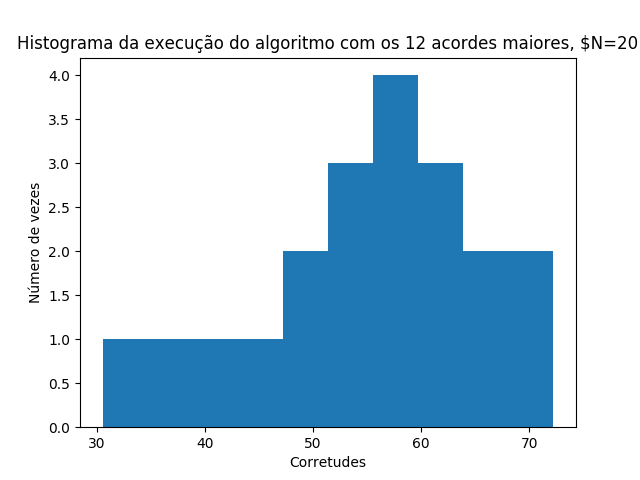 Histograma da execução do algoritmo com os 12 acordes maiores, $N=20
4.0
3.5
3.0
2.5
2.0
1.5
1.0
0.5
0.0
Número de vezes
30 40 50 60 70
Corretudes